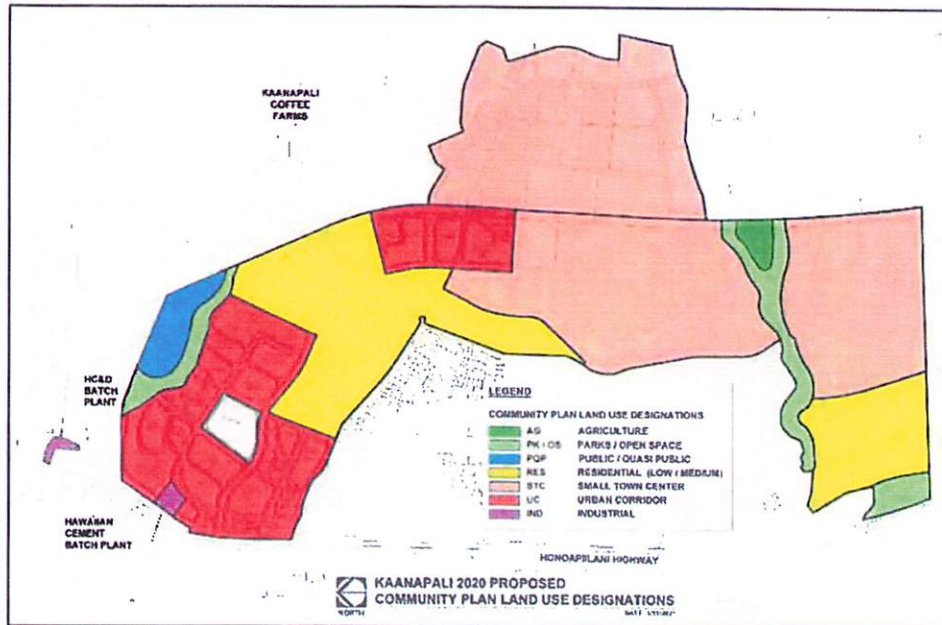 KAANAPALI
COFFEE
FARMS
HC&D
BATCH
PLANT
HAWAIIAN
CEMENT
BATCH PLANT
LEGEND
COMMUNITY PLAN LAND USE DESIGNATIONS
AG AGRICULTURE
PK / OS PARKS / OPEN SPACE
PQP PUBLIC / QUASI PUBLIC
RES RESIDENTIAL (LOW / MEDIUM)
STC SMALL TOWN CENTER
UC URBAN CORRIDOR
IND INDUSTRIAL
HONOAPIILANI HIGHWAY
KAANAPALI 2020 PROPOSED
COMMUNITY PLAN LAND USE DESIGNATIONS
NORTH